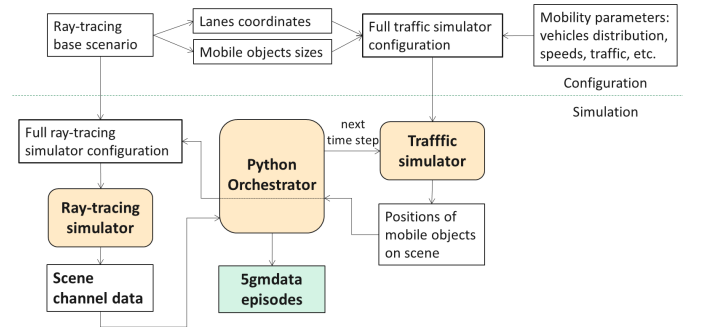 Ray-tracing
base scenario
Lanes coordinates
Mobile objects sizes
Full traffic simulator
configuration
Mobility parameters:
vehicles distribution,
speeds, traffic, etc.
Configuration
Simulation
Full ray-tracing
simulator configuration
Python
Orchestrator
next
time step
Trafffic
simulator
Ray-tracing
simulator
Positions of
mobile objects
on scene
Scene
channel data
5gmdata
episodes